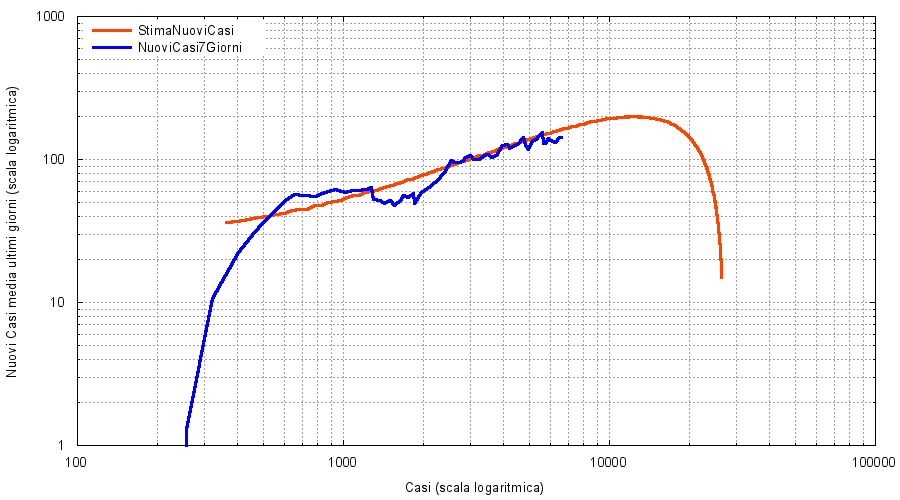 1000
StimaNuoviCasi
NuoviCasi7Giorni
100
10
1
Nuovi Casi media ultimi giorni (scala logaritmica)
100
1000
10000
100000
Casi (scala logaritmica)